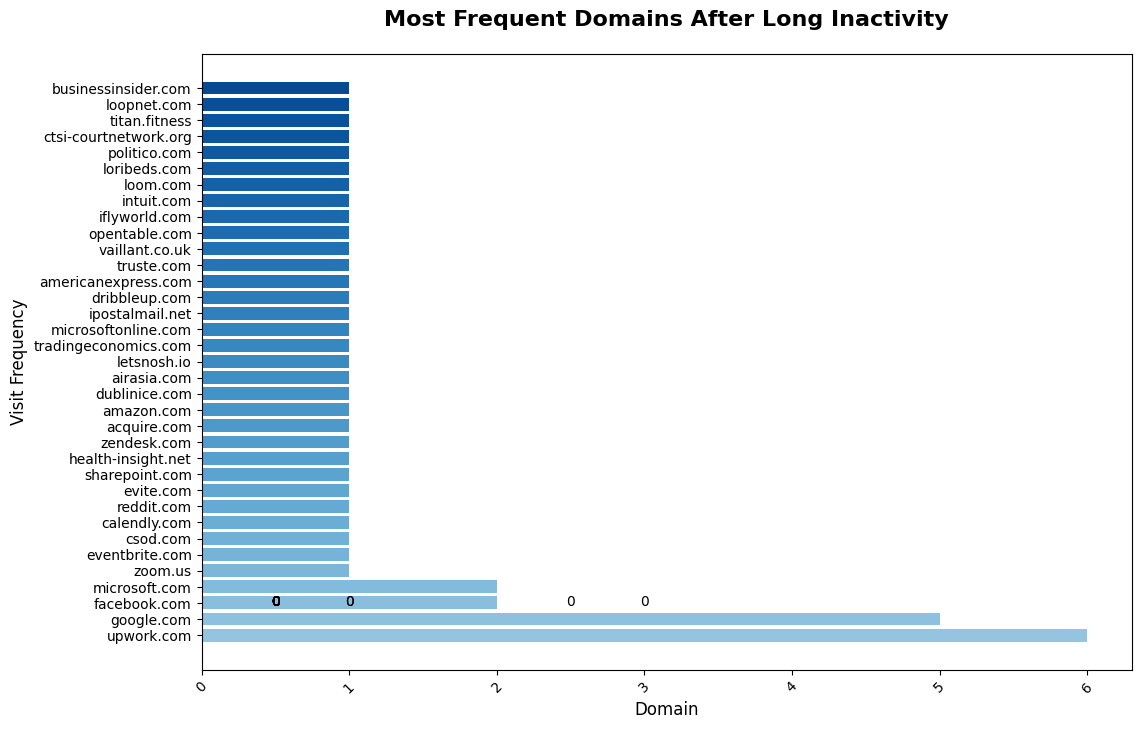 Most Frequent Domains After Long Inactivity
Visit Frequency
businessinsider.com
loopnet.com
titan.fitness
ctsi-courtnetwork.org
politico.com
loribeds.com
loom.com
intuit.com
iflyworld.com
opentable.com
vaillant.co.uk
truste.com
americanexpress.com
dribbleup.com
ipostalmail.net
microsoftonline.com
tradingeconomics.com
letsnosh.io
airasia.com
dublinice.com
amazon.com
acquire.com
zendesk.com
health-insight.net
sharepoint.com
evite.com
reddit.com
calendly.com
csod.com
eventbrite.com
zoom.us
microsoft.com
facebook.com 0 0 0 0
google.com
upwork.com
0 1 2 3 4 5 6
Domain